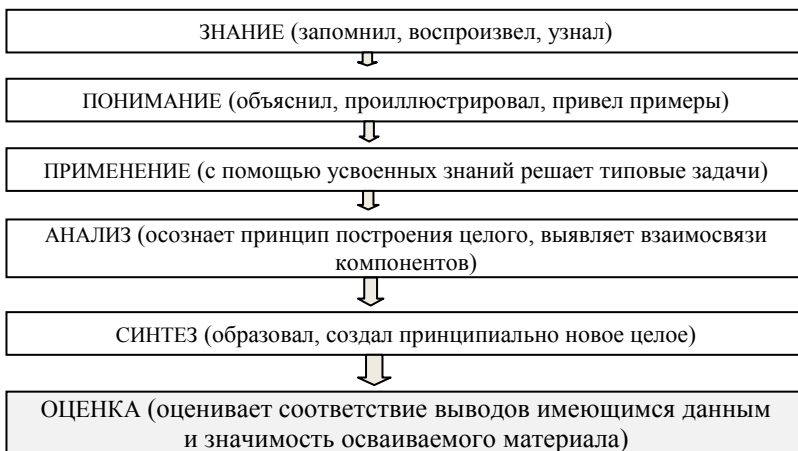 ЗНАНИЕ (запомнил, воспроизвел, узнал)
ПОНИМАНИЕ (объяснил, проиллюстрировал, привел примеры)
ПРИМЕНЕНИЕ (с помощью усвоенных знаний решает типовые задачи)
АНАЛИЗ (осознает принцип построения целого, выявляет взаимосвязи
компонентов)
СИНТЕЗ (образовал, создал принципиально новое целое)
ОЦЕНКА (оценивает соответствие выводов имеющимся данным
и значимость осваиваемого материала)